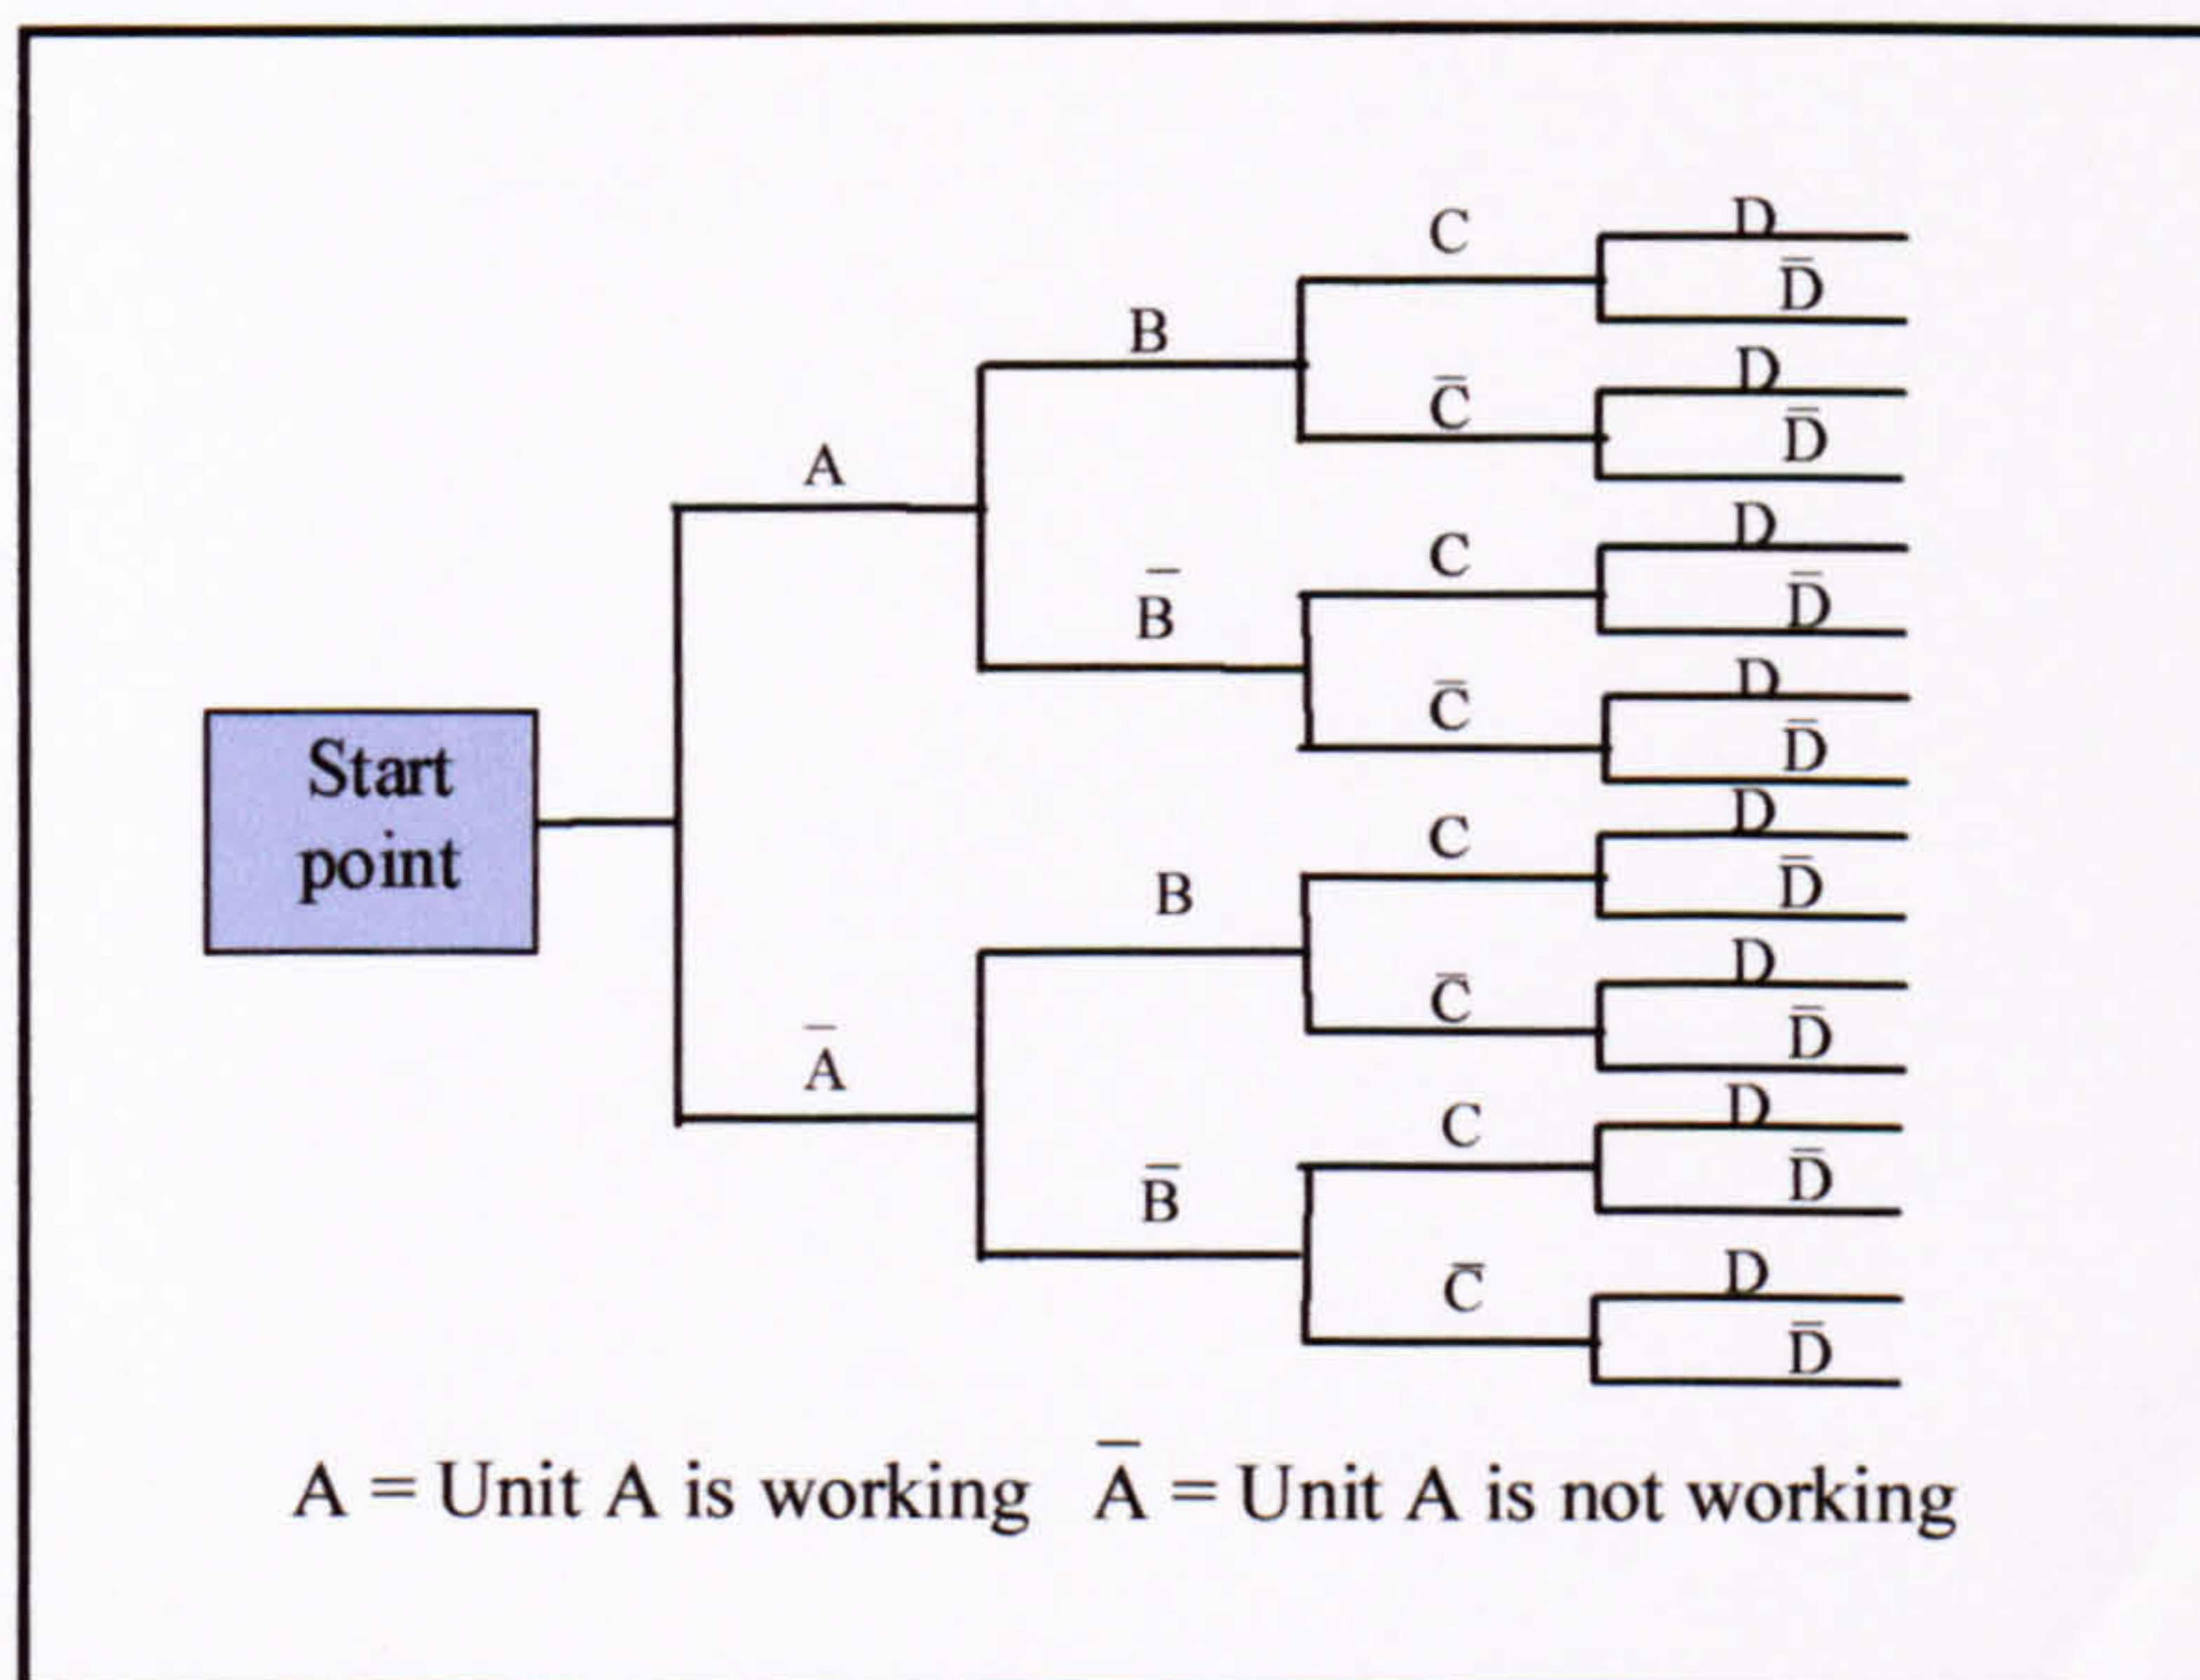 D
C
D̄
B
D
C̄
D̄
A
D
C
B̄
D̄
D
C̄
D̄
Start
point
D
C
B
D̄
D
C̄
D̄
Ā
D
C
B̄
D̄
D
C̄
D̄
A = Unit A is working Ā = Unit A is not working